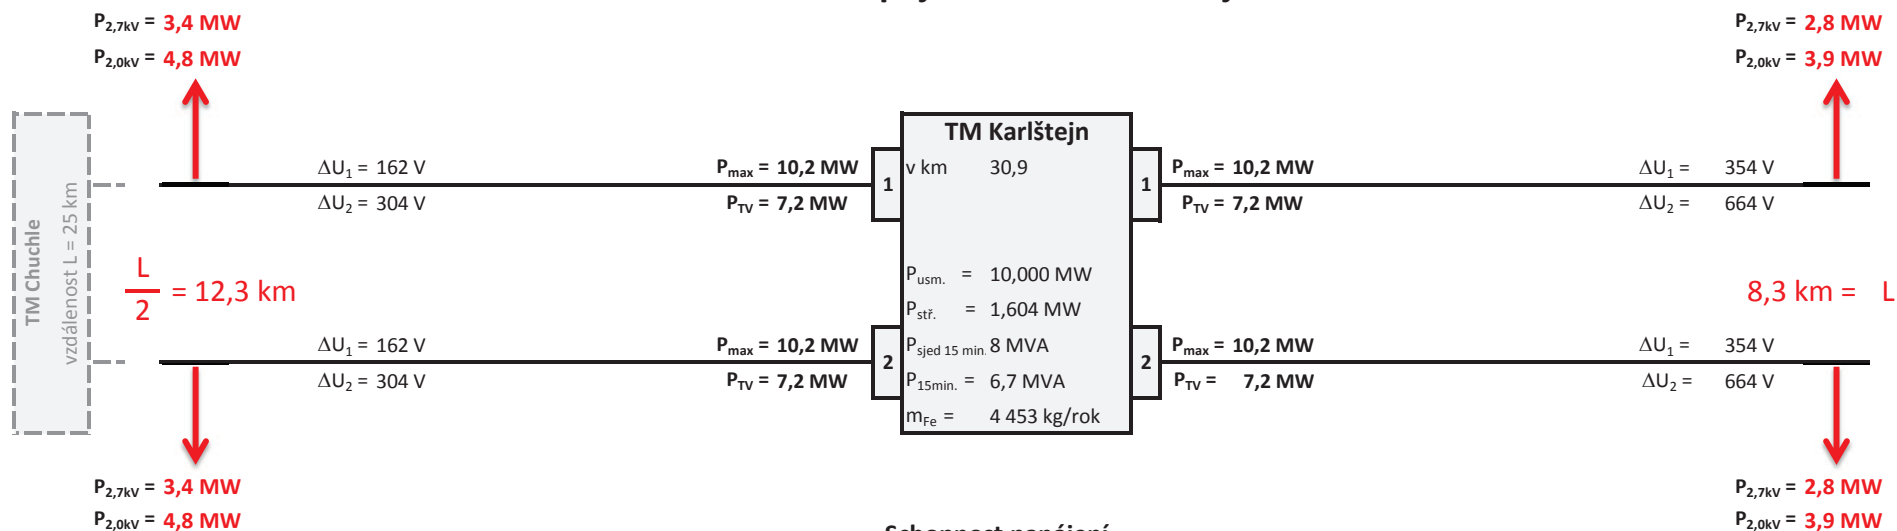 P2,7kV = 3,4 MW
P2,0kV = 4,8 MW
P2,7kV = 2,8 MW
P2,0kV = 3,9 MW
TM Karlštejn
v km 30,9
ΔU1 = 162 V
Pmax = 10,2 MW
1
1
Pmax = 10,2 MW
ΔU1 = 354 V
ΔU2 = 304 V
PTV = 7,2 MW
PTV = 7,2 MW
ΔU2 = 664 V
TM Chuchle
vzdálenost L = 25 km
L
2
= 12,3 km
Pusm. = 10,000 MW
Pstř. = 1,604 MW
Psjed 15 min. 8 MVA
P15min. = 6,7 MVA
mFe = 4 453 kg/rok
8,3 km = L
ΔU1 = 162 V
Pmax = 10,2 MW
2
2
Pmax = 10,2 MW
ΔU1 = 354 V
ΔU2 = 304 V
PTV = 7,2 MW
PTV = 7,2 MW
ΔU2 = 664 V
P2,7kV = 3,4 MW
P2,0kV = 4,8 MW
P2,7kV = 2,8 MW
P2,0kV = 3,9 MW